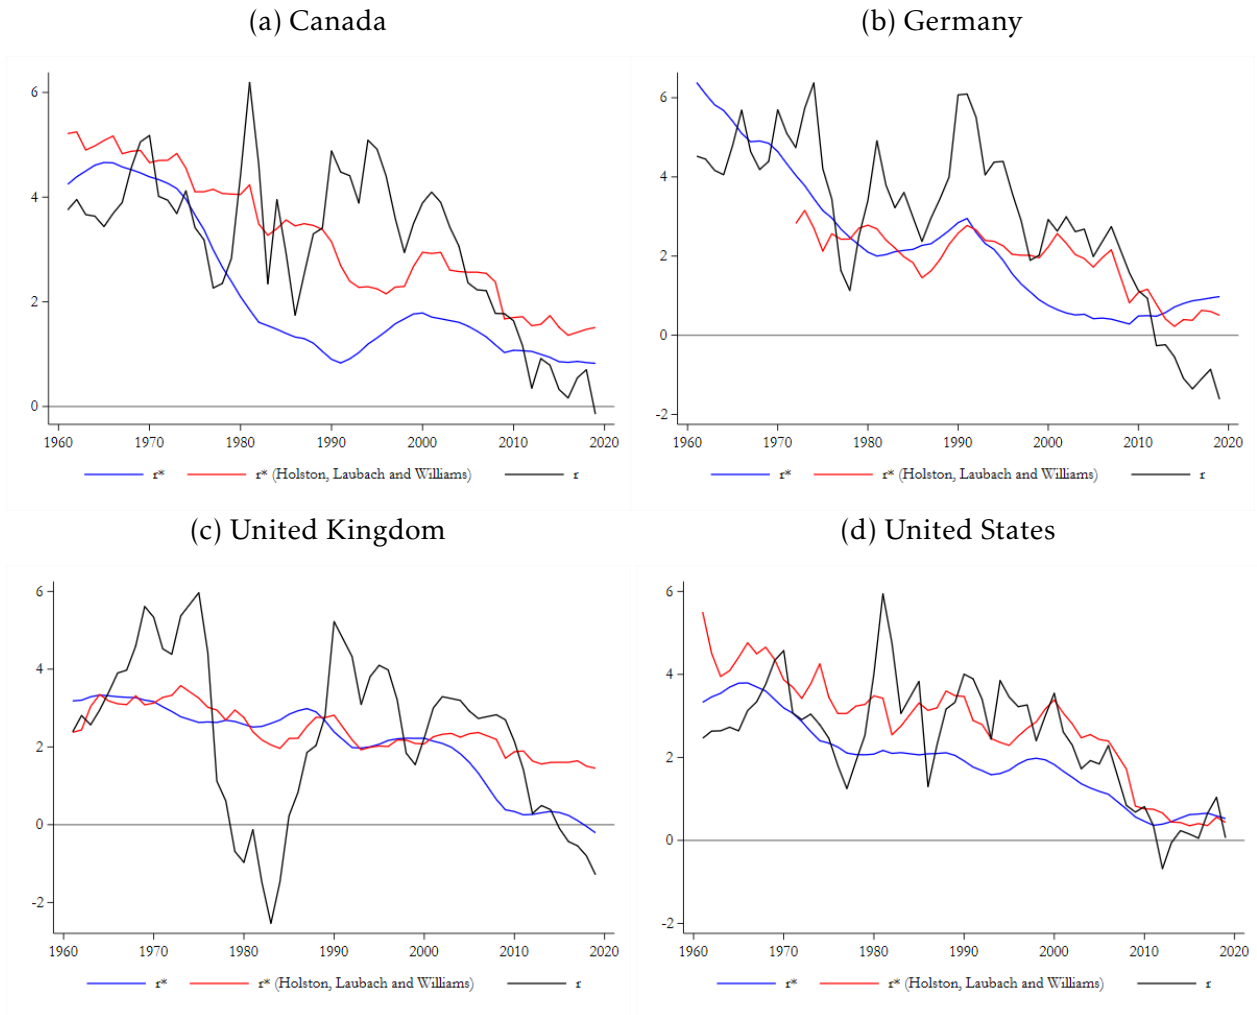 (a) Canada
6
4
2
0
1960 1970 1980 1990 2000 2010 2020
r* r* (Holston, Laubach and Williams) r
(b) Germany
6
4
2
0
-2
1960 1970 1980 1990 2000 2010 2020
r* r* (Holston, Laubach and Williams) r
(c) United Kingdom
6
4
2
0
-2
1960 1970 1980 1990 2000 2010 2020
r* r* (Holston, Laubach and Williams) r
(d) United States
6
4
2
0
-2
1960 1970 1980 1990 2000 2010 2020
r* r* (Holston, Laubach and Williams) r